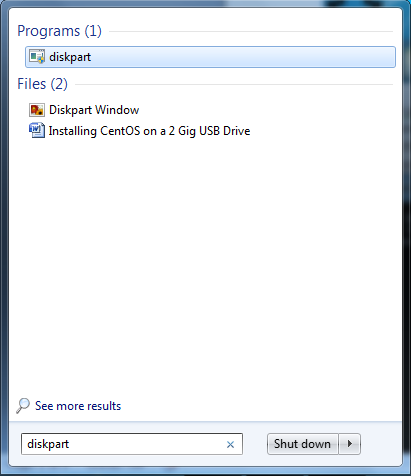 Programs (1)
diskpart
Files (2)
Diskpart Window
Installing CentOS on a 2 Gig USB Drive
See more results
diskpart
Shut down